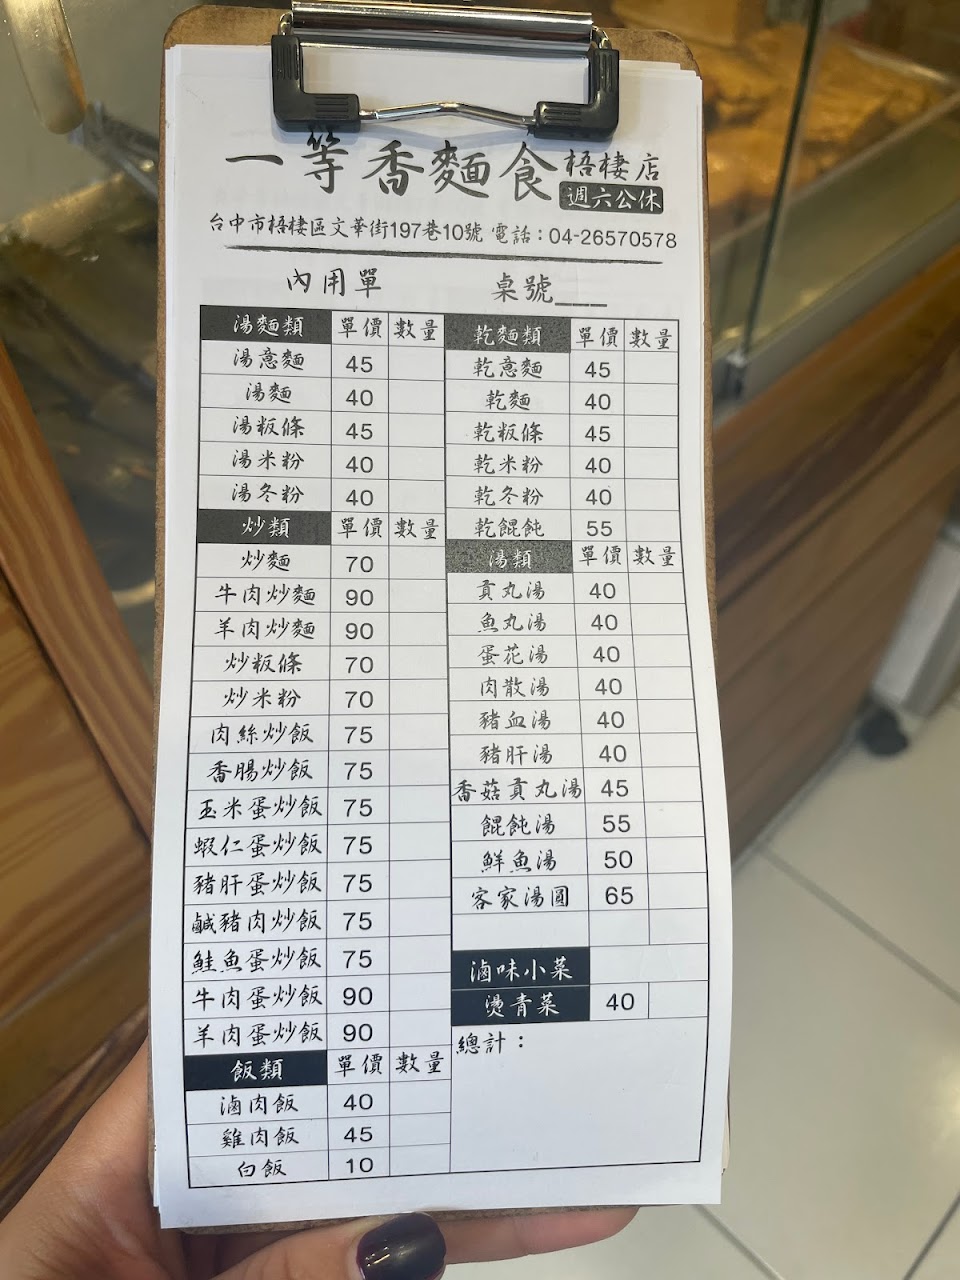 一等香麵食 梧棲店
週六公休
台中市梧棲區文華街197巷10號 電話：04-26570578
內用單 桌號___
湯麵類 單價 數量
湯意麵 45
湯麵 40
湯粄條 45
湯米粉 40
湯冬粉 40
炒類 單價 數量
炒麵 70
牛肉炒麵 90
羊肉炒麵 90
炒粄條 70
炒米粉 70
肉絲炒飯 75
香腸炒飯 75
玉米蛋炒飯 75
蝦仁蛋炒飯 75
豬肝蛋炒飯 75
鹹豬肉炒飯 75
鮭魚蛋炒飯 75
牛肉蛋炒飯 90
羊肉蛋炒飯 90
飯類 單價 數量
滷肉飯 40
雞肉飯 45
白飯 10
乾麵類 單價 數量
乾意麵 45
乾麵 40
乾粄條 45
乾米粉 40
乾冬粉 40
乾餛飩 55
湯類 單價 數量
貢丸湯 40
魚丸湯 40
蛋花湯 40
肉散湯 40
豬血湯 40
豬肝湯 40
香菇貢丸湯 45
餛飩湯 55
鮮魚湯 50
客家湯圓 65
滷味小菜
燙青菜 40
總計：